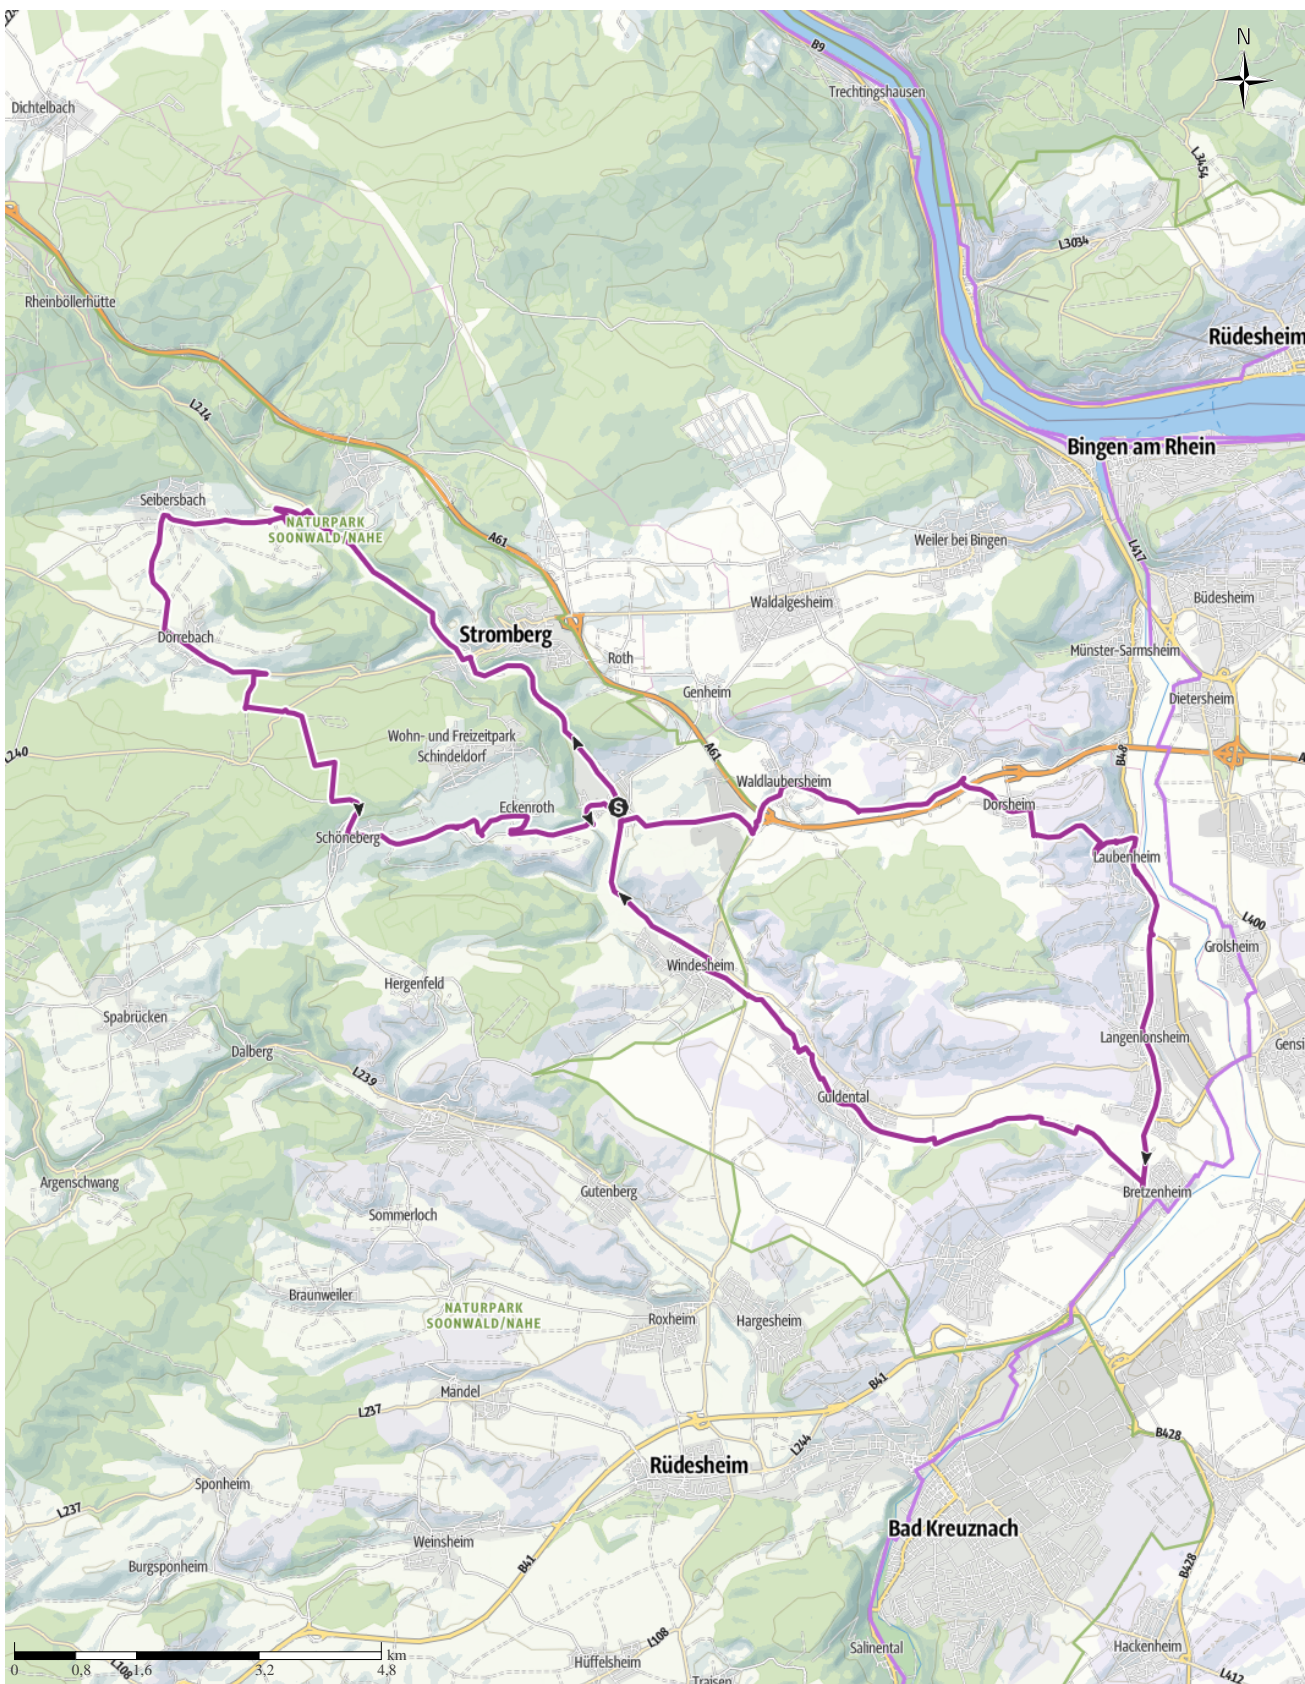 N
B9
Trechtingshausen
Dichtelbach
L3454
L3034
Rheinböllerhütte
Rüdesheim
L214
Bingen am Rhein
Seibersbach
NATURPARK
SOONWALD/NAHE
A61
Weiler bei Bingen
L417
Waldalgesheim
Büdesheim
Dörrebach
Stromberg
Roth
Münster-Sarmsheim
Genheim
Dietersheim
Wohn- und Freizeitpark
Schindeldorf
L240
A61
B48
A
Waldlaubersheim
Eckenroth
S
Dorsheim
Schöneberg
Laubenheim
L400
Grolsheim
Windesheim
Hergenfeld
Spabrücken
Langenlonsheim
Gensi
Dalberg
L239
Guldental
Argenschwang
Gutenberg
Bretzenheim
Sommerloch
Braunweiler
NATURPARK
SOONWALD/NAHE
Roxheim
Hargesheim
Mandel
B41
L237
L244
B428
Rüdesheim
Sponheim
L237
Bad Kreuznach
Weinsheim
Burgsponheim
B41
B428
L108
Salinental
Hackenheim
km
0 0,8 1,6 3,2 4,8
L108
Hüffelsheim
L412
Traisen